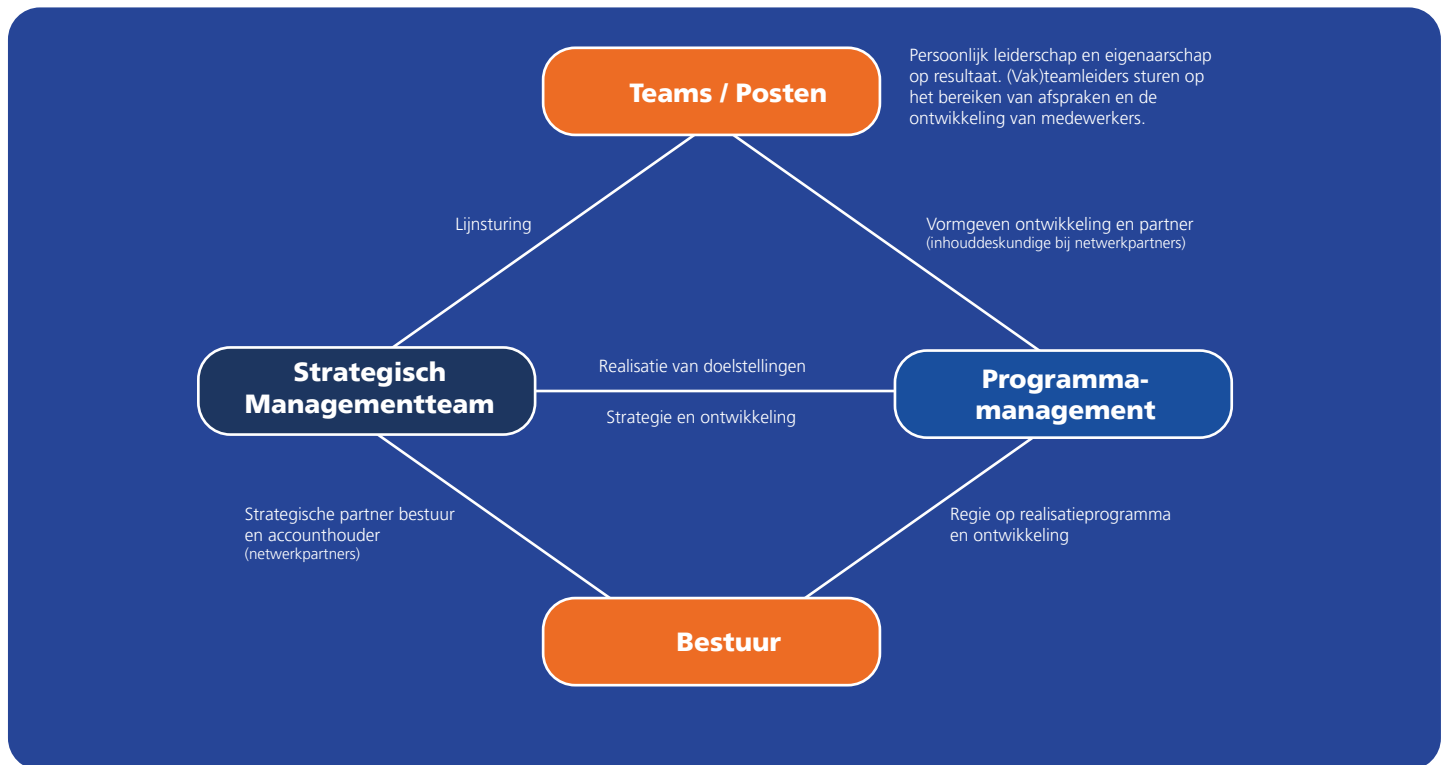 Teams / Posten
Persoonlijk leiderschap en eigenaarschap
op resultaat. (Vak)teamleiders sturen op
het bereiken van afspraken en de
ontwikkeling van medewerkers.
Lijnsturing
Vormgeven ontwikkeling en partner
(inhouddeskundige bij netwerkpartners)
Strategisch
Managementteam
Realisatie van doelstellingen
Strategie en ontwikkeling
Programma-
management
Strategische partner bestuur
en accounthouder
(netwerkpartners)
Regie op realisatieprogramma
en ontwikkeling
Bestuur